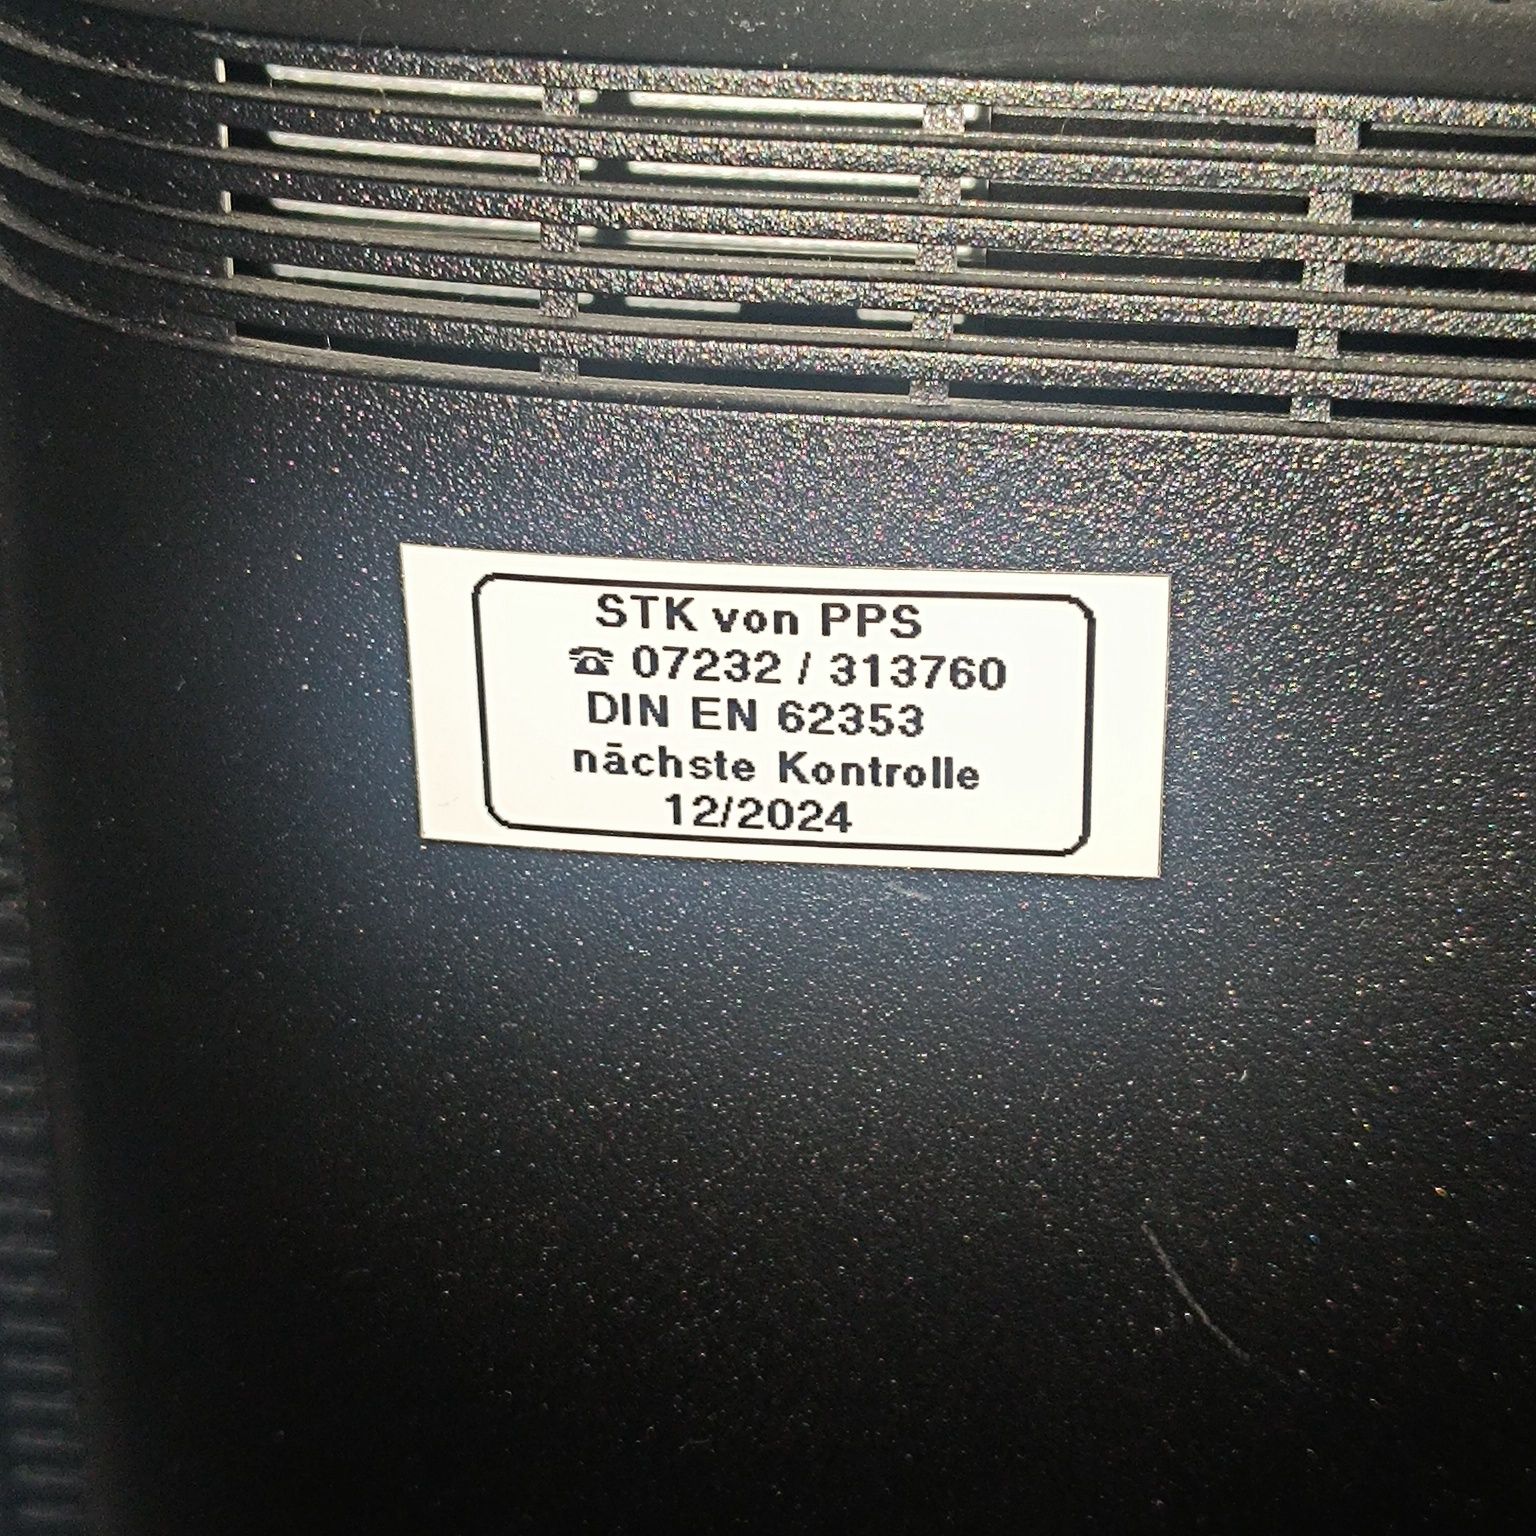 STK von PPS
☎ 07232 / 313760
DIN EN 62353
nächste Kontrolle
12/2024